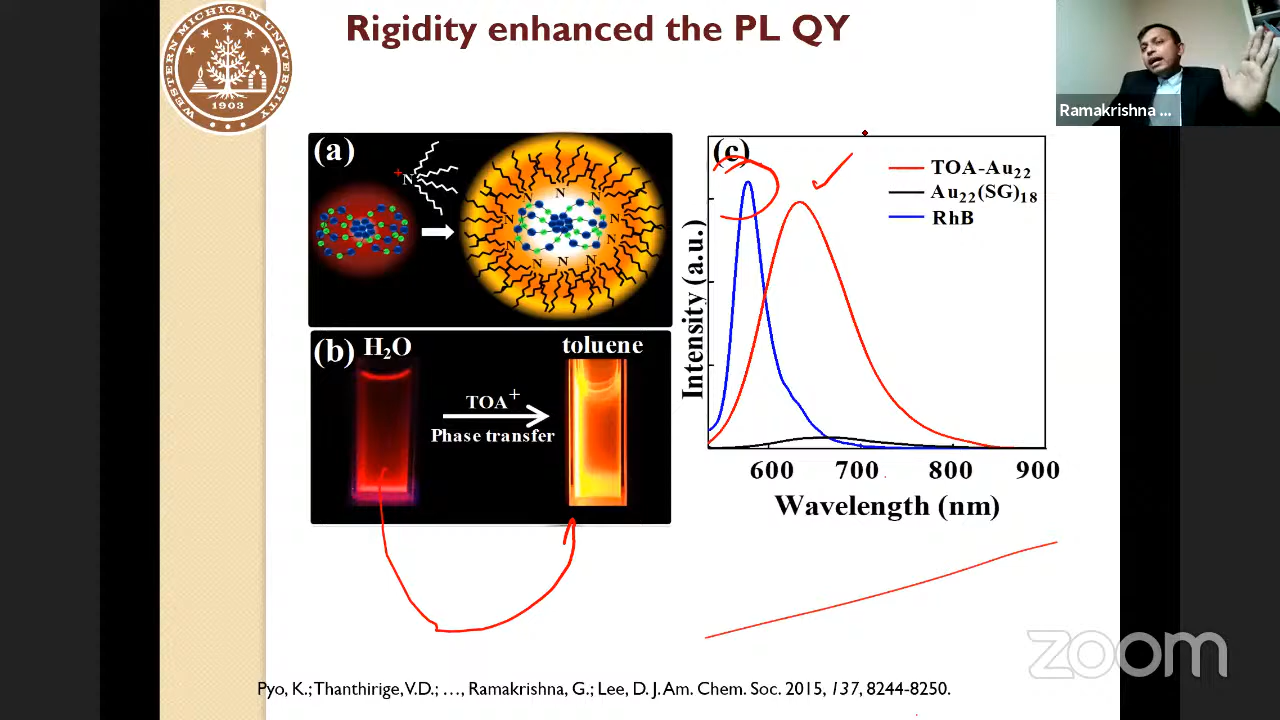 Rigidity enhanced the PL QY
WESTERN MICHIGAN UNIVERSITY
1903
Ramakrishna ...
(a)
+N
N
N
N
N
N
N
N
N
N
N
(b)
H₂O
toluene
TOA⁺
Phase transfer
(c)
TOA-Au₂₂
Au₂₂(SG)₁₈
RhB
Intensity (a.u.)
600 700 800 900
Wavelength (nm)
zoom
Pyo, K.; Thanthirige, V.D.; …, Ramakrishna, G.; Lee, D. J. Am. Chem. Soc. 2015, 137, 8244-8250.